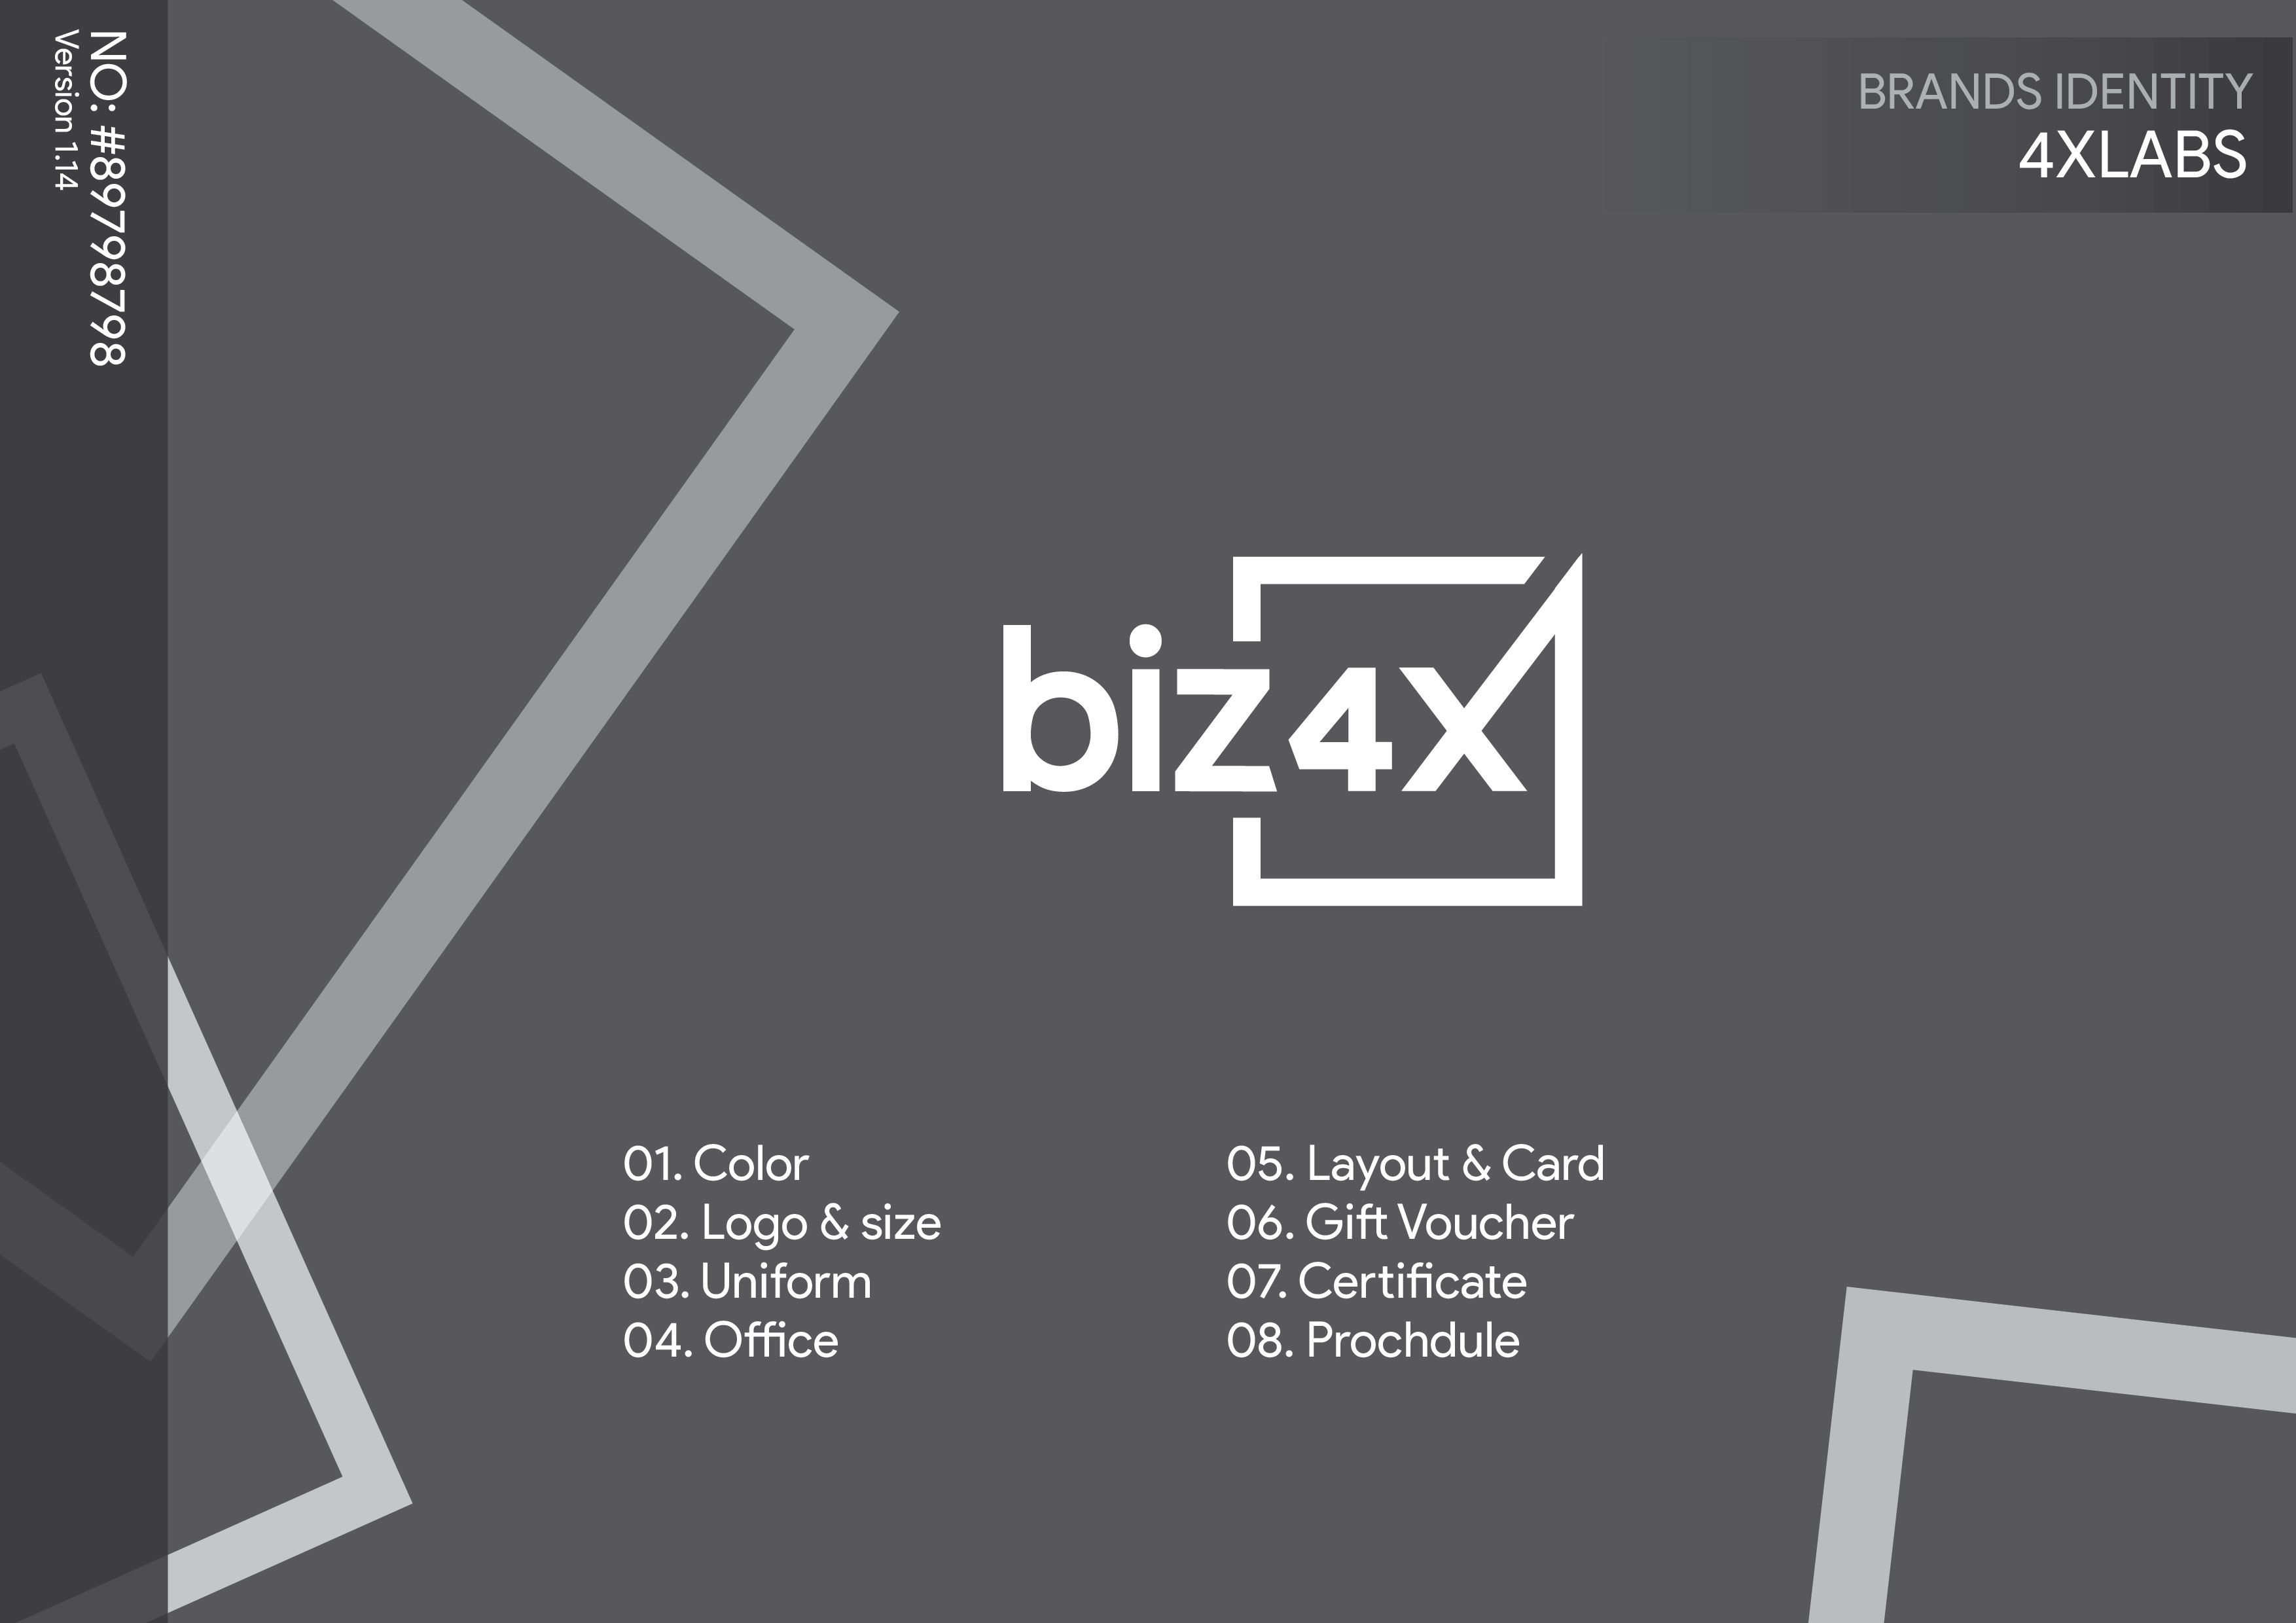 NO: #89798798
Version 1.14
BRANDS IDENTITY
4XLABS
biz4x
01. Color
02. Logo & size
03. Uniform
04. Office
05. Layout & Card
06. Gift Voucher
07. Certificate
08. Prochdule